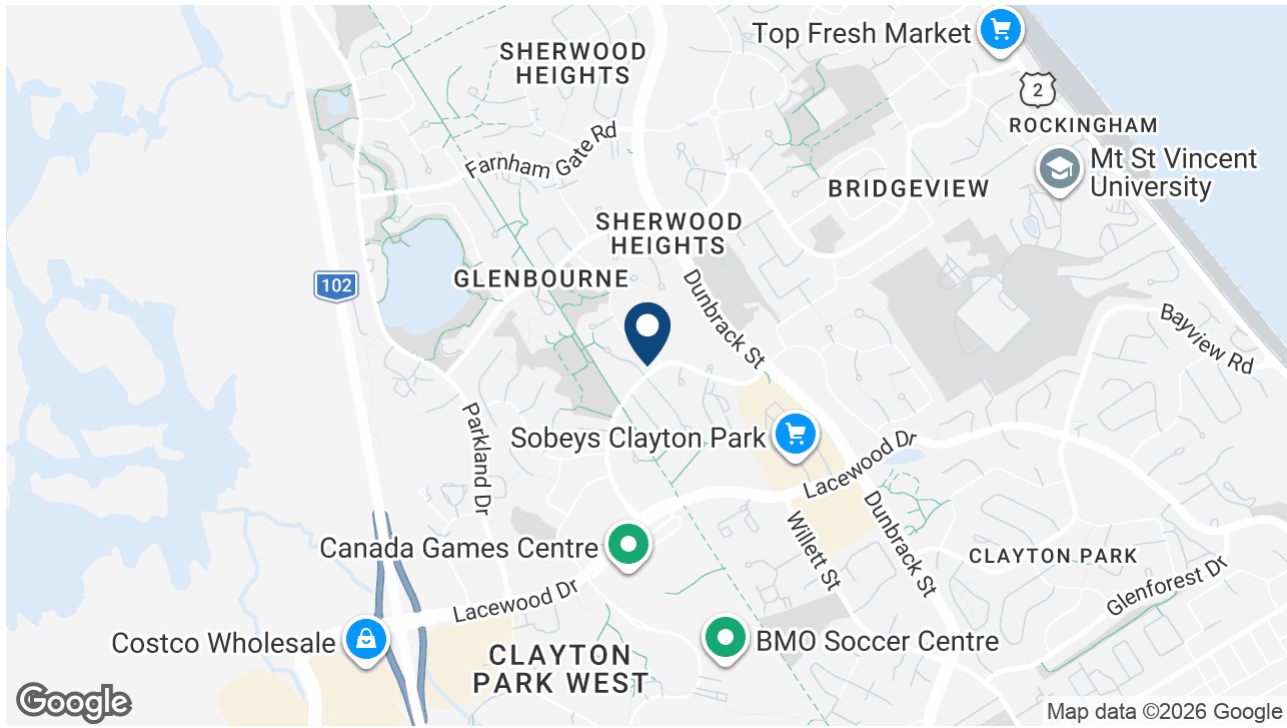 Top Fresh Market
SHERWOOD
HEIGHTS
2
ROCKINGHAM
Farnham Gate Rd
Mt St Vincent
University
BRIDGEVIEW
SHERWOOD
HEIGHTS
GLENBOURNE
102
Dunbrack St
Bayview Rd
Parkland Dr
Sobeys Clayton Park
Lacewood Dr
Dunbrack St
Willett St
Canada Games Centre
CLAYTON PARK
Glenforest Dr
Lacewood Dr
Costco Wholesale
BMO Soccer Centre
CLAYTON
PARK WEST
Google
Map data ©2026 Google